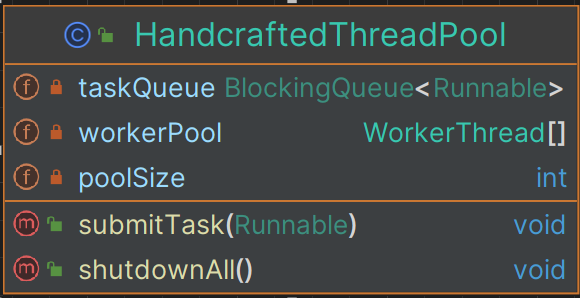 HandcraftedThreadPool
taskQueue BlockingQueue<Runnable>
workerPool WorkerThread[]
poolSize int
submitTask(Runnable) void
shutdownAll() void